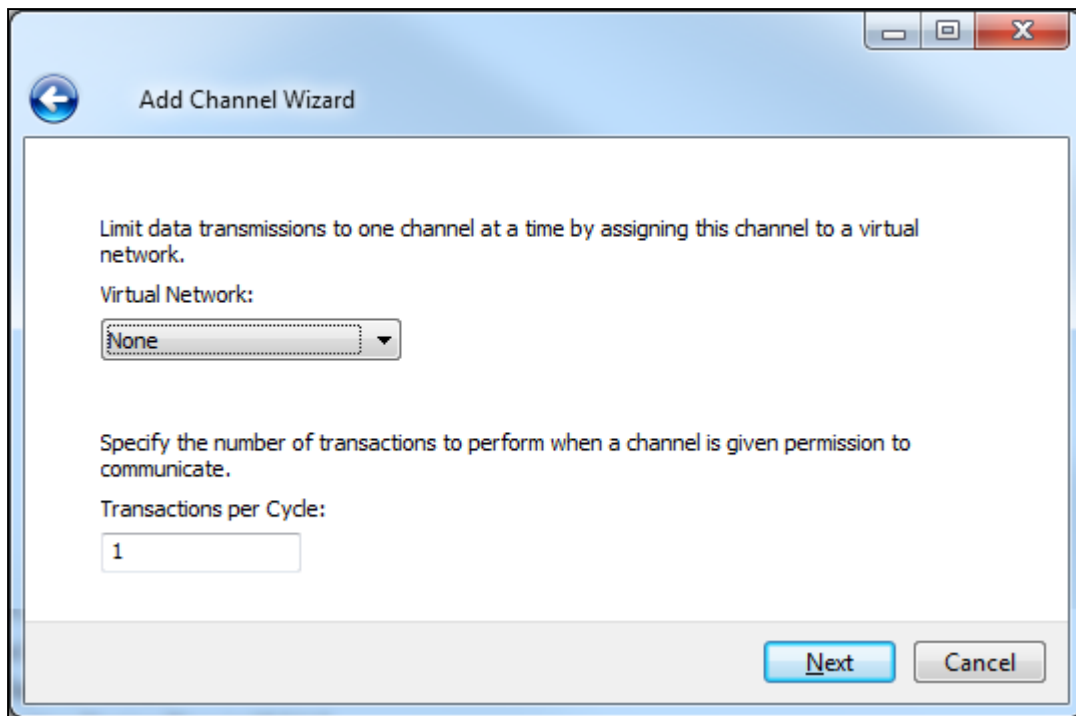 Add Channel Wizard
Limit data transmissions to one channel at a time by assigning this channel to a virtual
network.
Virtual Network:
None
Specify the number of transactions to perform when a channel is given permission to
communicate.
Transactions per Cycle:
1
Next
Cancel